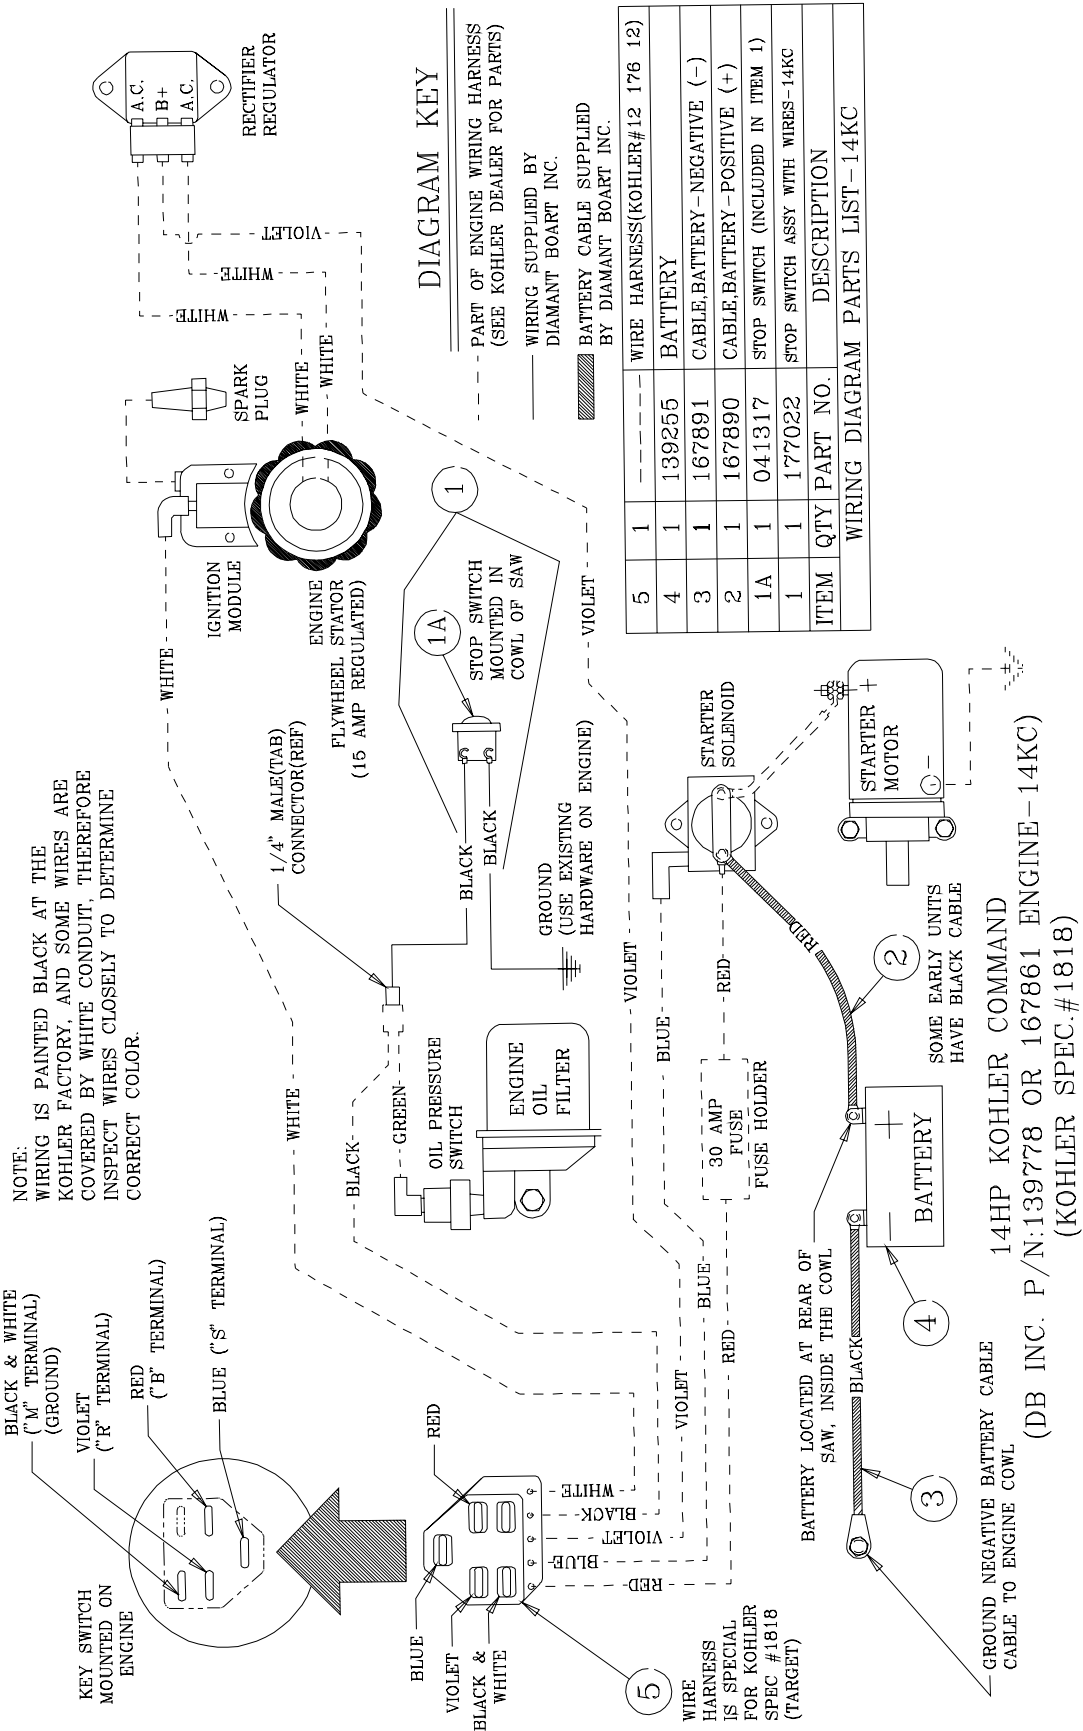 NOTE:
WIRING IS PAINTED BLACK AT THE
KOHLER FACTORY, AND SOME WIRES ARE
COVERED BY WHITE CONDUIT, THEREFORE
INSPECT WIRES CLOSELY TO DETERMINE
CORRECT COLOR.
BLACK & WHITE
("M" TERMINAL)
(GROUND)
VIOLET
("R" TERMINAL)
RED
("B" TERMINAL)
BLUE ("S" TERMINAL)
KEY SWITCH
MOUNTED ON
ENGINE
RED
BLUE
VIOLET
BLACK &
WHITE
WHITE
BLACK
VIOLET
BLUE
RED
5
WIRE
HARNESS
IS SPECIAL
FOR KOHLER
SPEC #1818
(TARGET)
WHITE
WHITE
BLACK
GREEN
OIL PRESSURE
SWITCH
ENGINE
OIL
FILTER
1/4" MALE(TAB)
CONNECTOR(REF)
BLACK
BLACK
GROUND
(USE EXISTING
HARDWARE ON ENGINE)
STOP SWITCH
MOUNTED IN
COWL OF SAW
1A
1
IGNITION
MODULE
SPARK
PLUG
ENGINE
FLYWHEEL STATOR
(15 AMP REGULATED)
WHITE
WHITE
WHITE
WHITE
VIOLET
A.C.
B+
A.C.
RECTIFIER
REGULATOR
VIOLET
VIOLET
VIOLET
BLUE
BLUE
RED
RED
30 AMP
FUSE
FUSE HOLDER
STARTER
SOLENOID
STARTER
MOTOR
+
-
RED
2
SOME EARLY UNITS
HAVE BLACK CABLE
BATTERY
+
-
4
BATTERY LOCATED AT REAR OF
SAW, INSIDE THE COWL
BLACK
3
GROUND NEGATIVE BATTERY CABLE
CABLE TO ENGINE COWL
DIAGRAM KEY
PART OF ENGINE WIRING HARNESS
(SEE KOHLER DEALER FOR PARTS)
WIRING SUPPLIED BY
DIAMANT BOART INC.
BATTERY CABLE SUPPLIED
BY DIAMANT BOART INC.
5 1 ------ WIRE HARNESS(KOHLER#12 176 12)
4 1 139255 BATTERY
3 1 167891 CABLE,BATTERY-NEGATIVE (-)
2 1 167890 CABLE,BATTERY-POSITIVE (+)
1A 1 041317 STOP SWITCH (INCLUDED IN ITEM 1)
1 1 177022 STOP SWITCH ASSY WITH WIRES-14KC
ITEM QTY PART NO. DESCRIPTION
WIRING DIAGRAM PARTS LIST-14KC
14HP KOHLER COMMAND
(DB INC. P/N:139778 OR 167861 ENGINE-14KC)
(KOHLER SPEC.#1818)